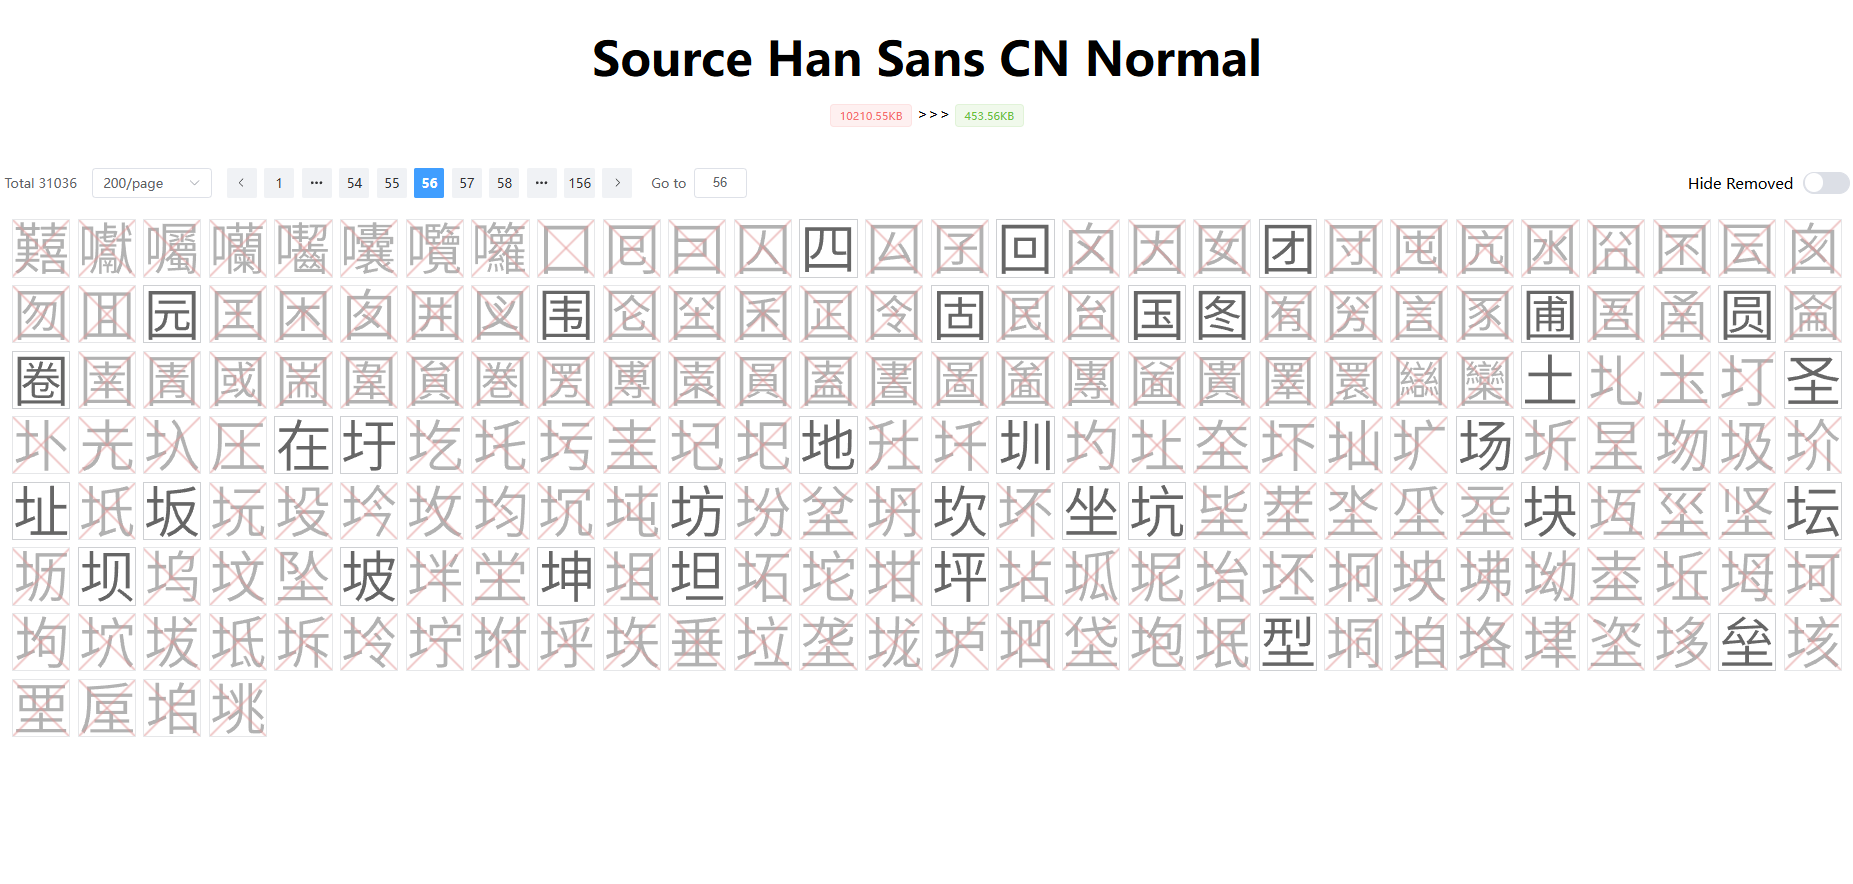 Source Han Sans CN Normal
10210.55KB >>> 453.56KB
Total 31036 200/page < 1 ••• 54 55 56 57 58 ••• 156 > Go to 56 Hide Removed
囏囐囑囒囓囔囕囖囗囘囙囚四囜囝回囟因囡团団囤囥囦囧囨囩囪
囫囬园囯困囱囲図围囵囶囷囸囹固囻囼国图囿圀圁圂圃圄圅圆圇
圈圉圊國圌圍圎圏圐圑園圓圔圕圖圗團圙圚圛圜圝圞土圠圡圢圣
圤圥圦圧在圩圪圫圬圭圮圯地圱圲圳圴圵圶圷圸圹场圻圼圽圾圿
址坁坂坃坄坅坆均坈坉坊坋坌坍坎坏坐坑坒坓坔坕坖块坘坙坚坛
坜坝坞坟坠坡坢坣坤坥坦坧坨坩坪坫坬坭坮坯坰坱坲坳坴坵坶坷
坸坹坺坻坼坽坾坿垀垁垂垃垄垅垆垇垈垉垊型垌垍垎垏垐垑垒垓
垔垕垖垗